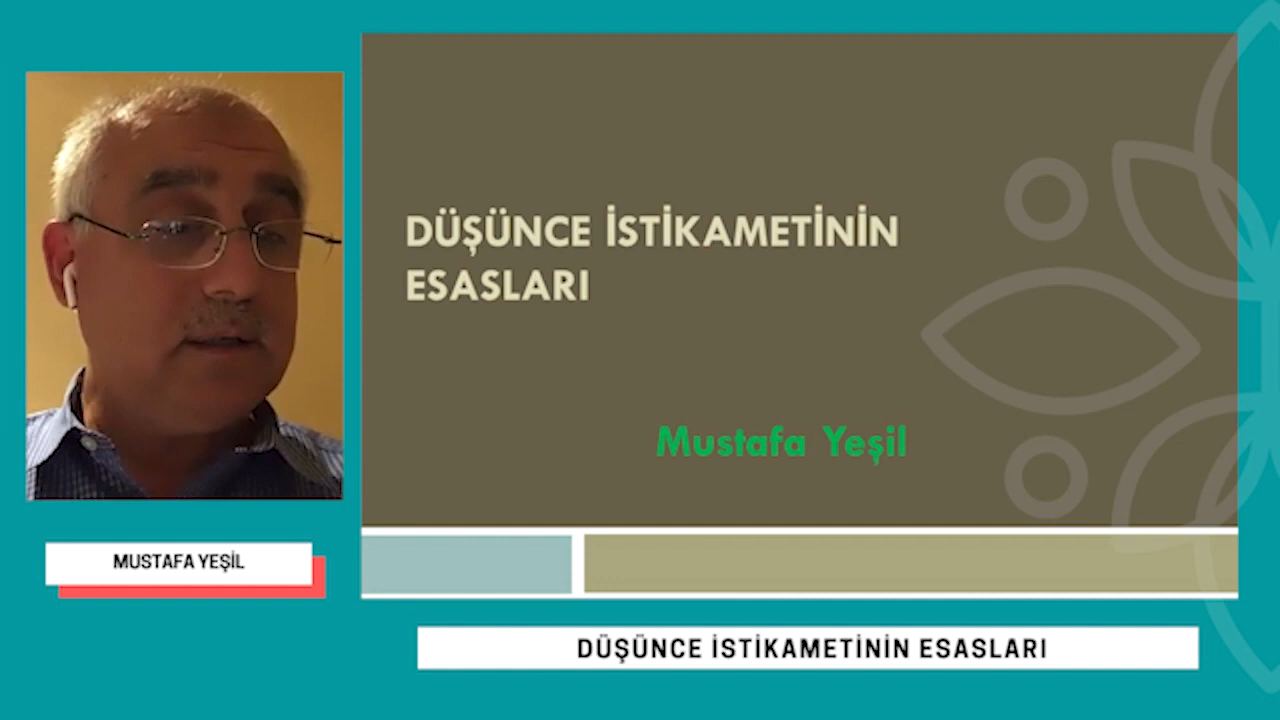 DÜŞÜNCE İSTİKAMETİNİN
ESASLARI
Mustafa Yeşil
MUSTAFA YEŞİL
DÜŞÜNCE İSTİKAMETİNİN ESASLARI